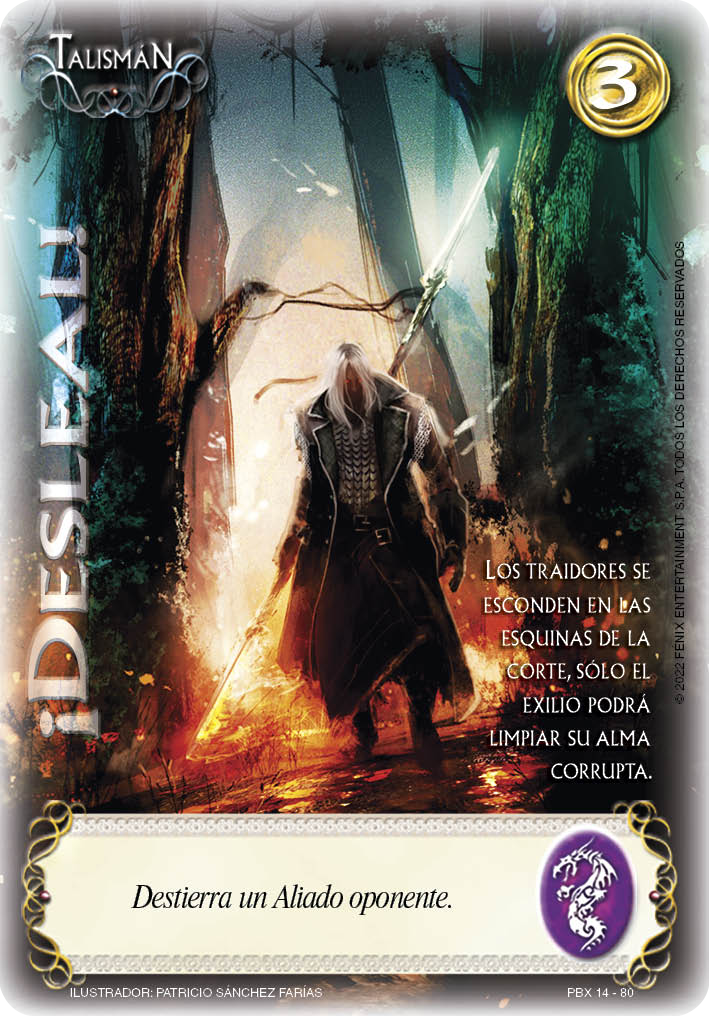 TALISMÁN
3
¡DESLEAL!
LOS TRAIDORES SE
ESCONDEN EN LAS
ESQUINAS DE LA
CORTE, SÓLO EL
EXILIO PODRÁ
LIMPIAR SU ALMA
CORRUPTA.
© 2022 FENIX ENTERTAINMENT S.P.A. TODOS LOS DERECHOS RESERVADOS
Destierra un Aliado oponente.
ILUSTRADOR: PATRICIO SÁNCHEZ FARÍAS
PBX 14 - 80